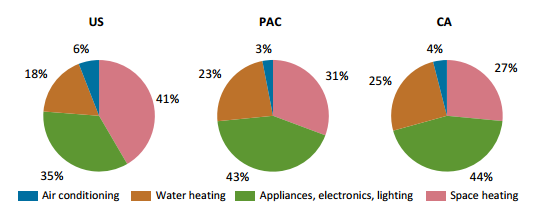 US PAC CA
6% 3% 4%
18% 23% 31% 25% 27%
41%
35% 43% 44%
Air conditioning Water heating Appliances, electronics, lighting Space heating